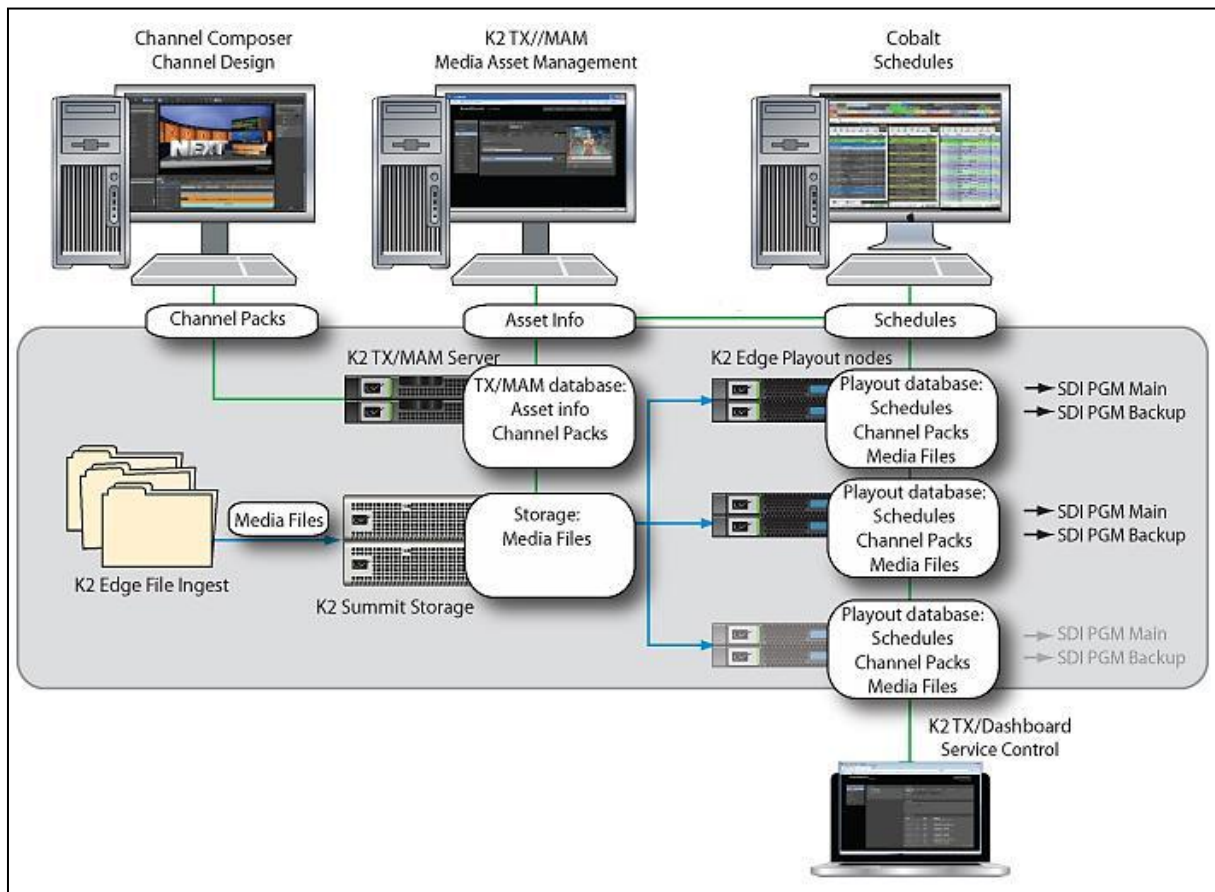 Channel Composer
Channel Design
K2 TX//MAM
Media Asset Management
Cobalt
Schedules
NEXT
Channel Packs
Asset Info
Schedules
K2 TX/MAM Server
TX/MAM database:
Asset info
Channel Packs
K2 Edge Playout nodes
Playout database:
Schedules
Channel Packs
Media Files
SDI PGM Main
SDI PGM Backup
Media Files
K2 Edge File Ingest
Storage:
Media Files
K2 Summit Storage
Playout database:
Schedules
Channel Packs
Media Files
SDI PGM Main
SDI PGM Backup
Playout database:
Schedules
Channel Packs
Media Files
SDI PGM Main
SDI PGM Backup
K2 TX/Dashboard
Service Control